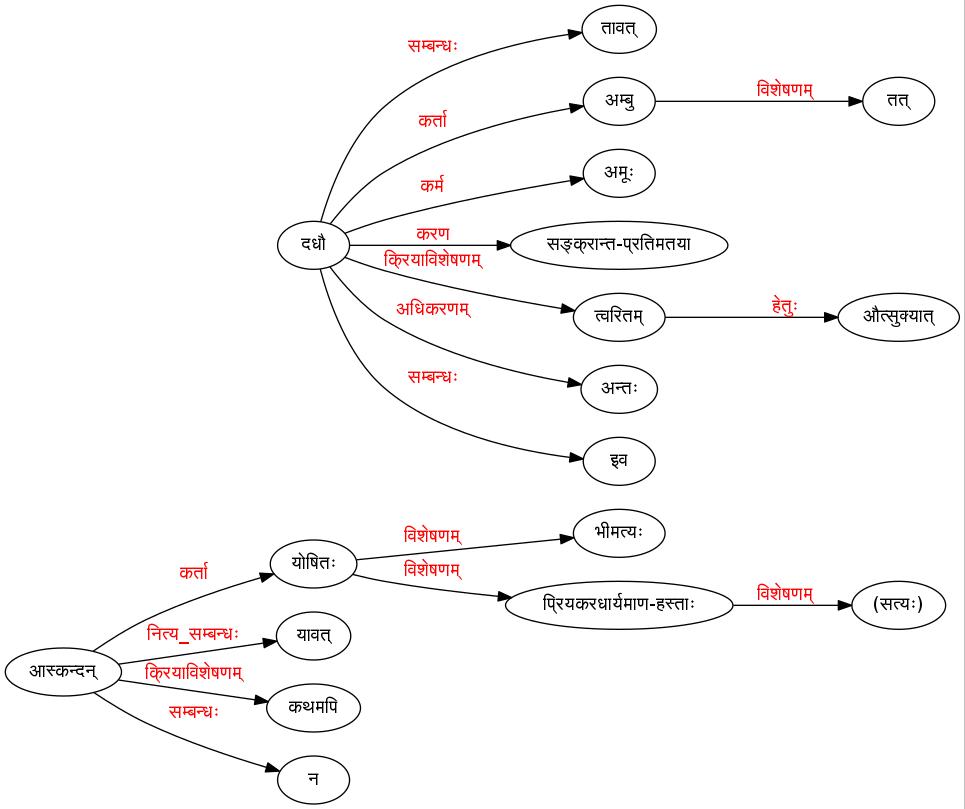 तावत्
सम्बन्धः
अम्बु विशेषणम् तत्
कर्ता
अमूः
कर्म
दधौ करण सङ्क्रान्त-प्रतिमतया
क्रियाविशेषणम्
अधिकरणम् त्वरितम् हेतुः औत्सुक्यात्
सम्बन्धः अन्तः
इव
विशेषणम् भीमत्यः
कर्ता योषितः विशेषणम्
प्रियकरधार्यमाण-हस्ताः विशेषणम् (सत्यः)
नित्य_सम्बन्धः यावत्
आस्कन्दन् क्रियाविशेषणम्
सम्बन्धः कथमपि
न